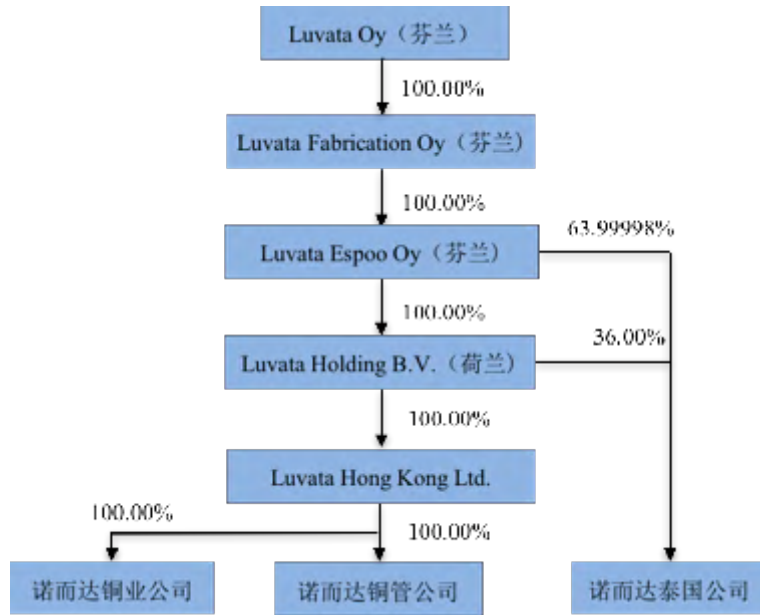 Luvata Oy（芬兰）
100.00%
Luvata Fabrication Oy（芬兰）
100.00%
63.99998%
Luvata Espoo Oy（芬兰）
100.00%
36.00%
Luvata Holding B.V.（荷兰）
100.00%
Luvata Hong Kong Ltd.
100.00%
100.00%
诺而达铜业公司
诺而达铜管公司
诺而达泰国公司